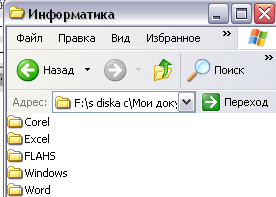 Информатика
Файл Правка Вид Избранное »
Назад Поиск »
Адрес: F:\s diska c\Мои доку Переход
Corel
Excel
FLAHS
Windows
Word